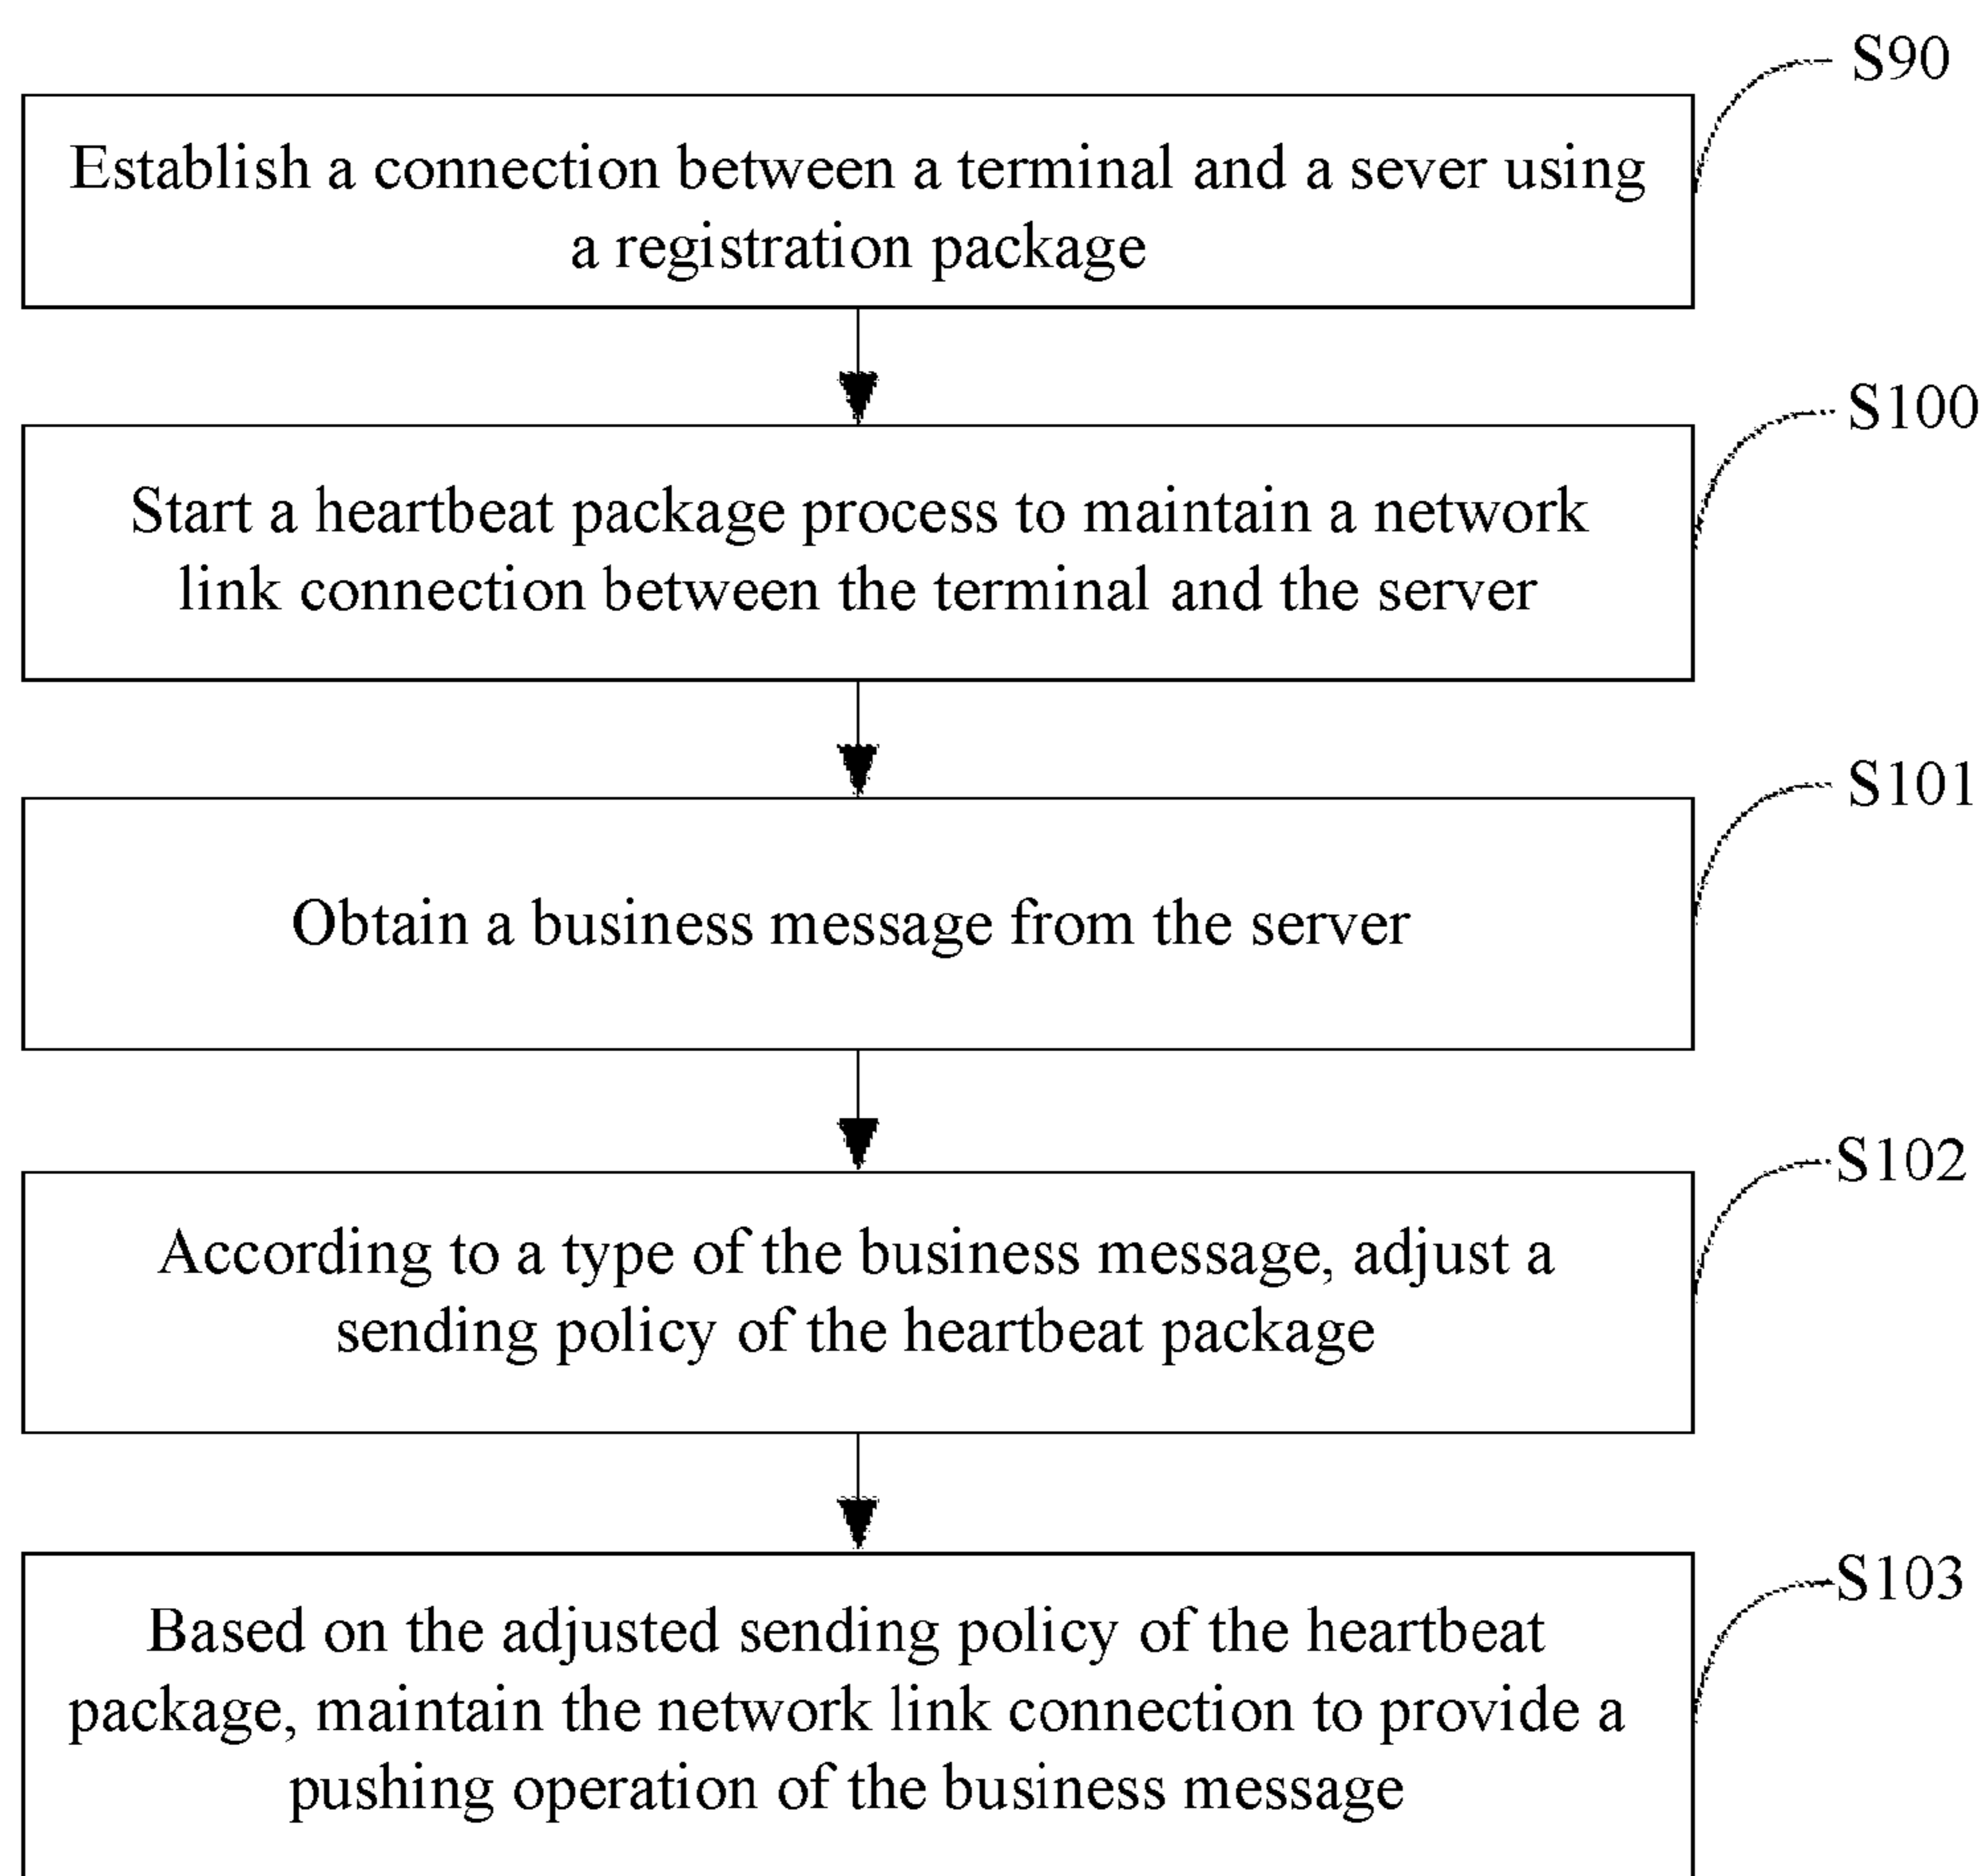 S90
Establish a connection between a terminal and a sever using
a registration package
S100
Start a heartbeat package process to maintain a network
link connection between the terminal and the server
S101
Obtain a business message from the server
S102
According to a type of the business message, adjust a
sending policy of the heartbeat package
S103
Based on the adjusted sending policy of the heartbeat
package, maintain the network link connection to provide a
pushing operation of the business message